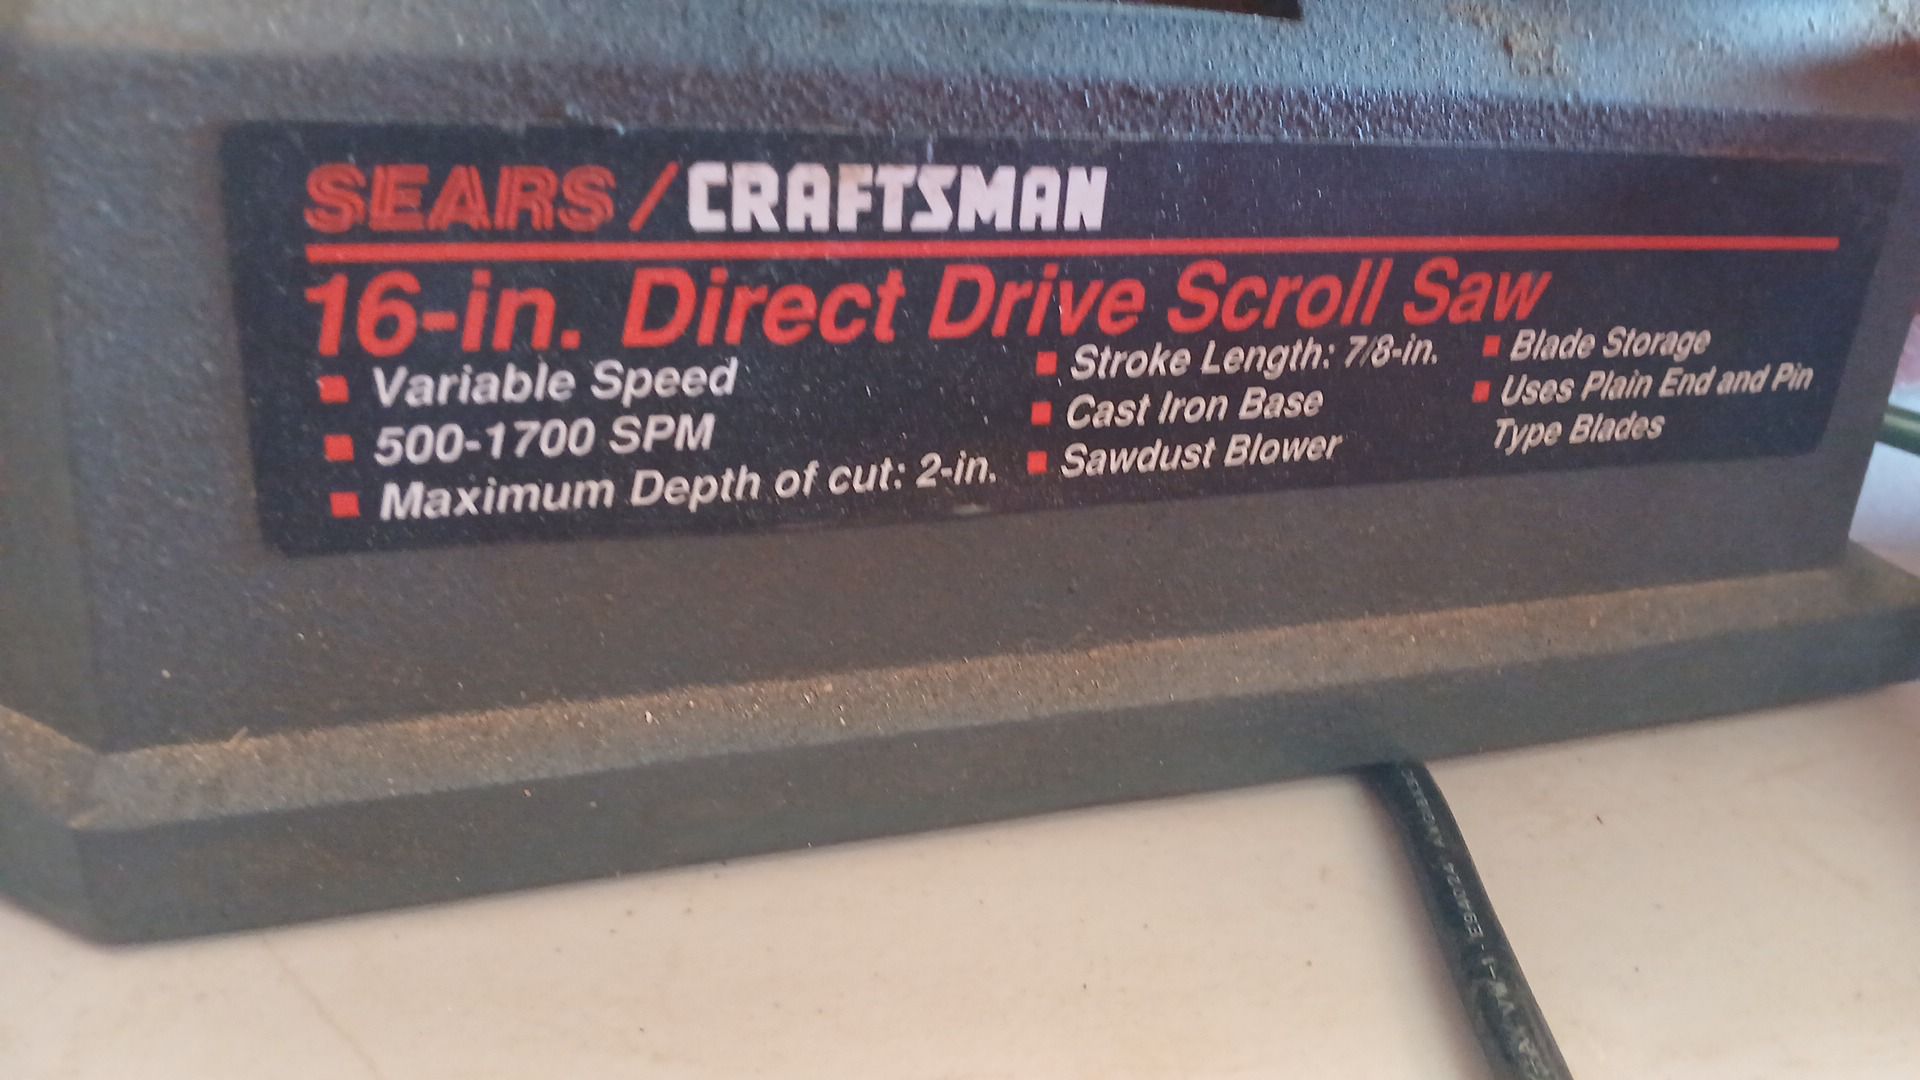 SEARS / CRAFTSMAN
16-in. Direct Drive Scroll Saw
Variable Speed
500-1700 SPM
Maximum Depth of cut: 2-in.
Stroke Length: 7/8-in.
Cast Iron Base
Sawdust Blower
Blade Storage
Uses Plain End and Pin
Type Blades
E94024